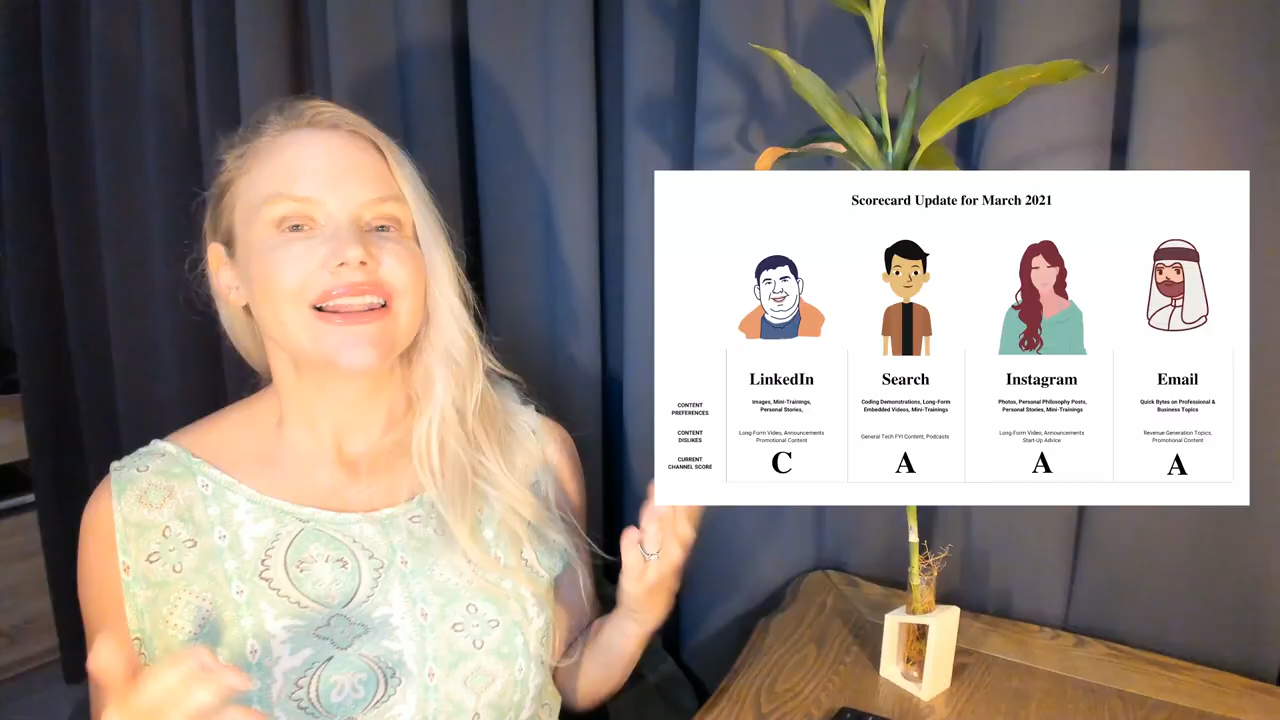 Scorecard Update for March 2021
LinkedIn
Search
Instagram
Email
CONTENT
PREFERENCES
Images, Mini-Trainings,
Personal Stories,
Coding Demonstrations, Long-Form
Embedded Videos, Mini-Trainings
Photos, Personal Philosophy Posts,
Personal Stories, Mini-Trainings
Quick Bytes on Professional &
Business Topics
CONTENT
DISLIKES
Long-Form Video, Announcements
Promotional Content
General Tech FYI Content, Podcasts
Long-Form Video, Announcements
Start-Up Advice
Revenue-Generation Topics,
Promotional Content
CURRENT
CHANNEL SCORE
C
A
A
A